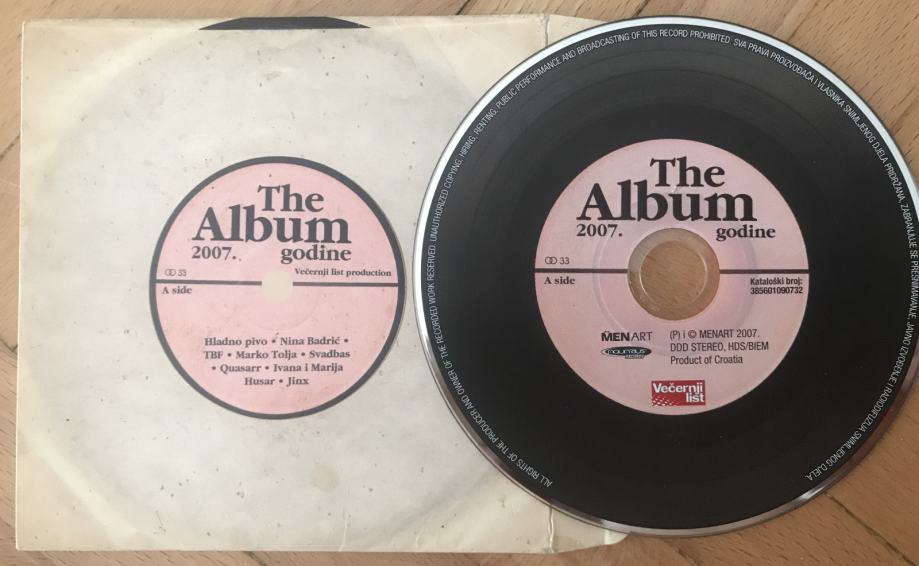 The
Album
2007. godine
33
Večernji list production
A side
Hladno pivo • Nina Badrić •
TBF • Marko Tolja • Svadbas
• Quasarr • Ivana i Marija
Husar • Jinx
ALL RIGHTS OF THE PRODUCER AND OWNER OF THE RECORDED WORK RESERVED. UNAUTHORIZED COPYING, HIRING, RENTING, PUBLIC PERFORMANCE AND BROADCASTING OF THIS RECORD PROHIBITED. SVA PRAVA PROIZVOĐAČA I VLASNIKA SNIMLJENOG DJELA PRIDRŽANA. ZABRANJUJE SE PRESNIMAVANJE, JAVNO IZVOĐENJE I RADIODIFUZIJA SNIMLJENOG DJELA.
The
Album
2007. godine
33
A side
Kataloški broj:
385601090732
MENART
(P) i © MENART 2007.
DDD STEREO, HDS/BIEM
Product of Croatia
Večernji
list